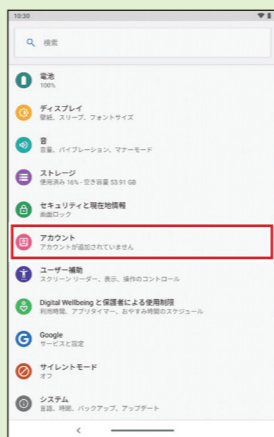 10:30
検索
電池
100%
ディスプレイ
壁紙、スリープ、フォントサイズ
音
音量、バイブレーション、マナーモード
ストレージ
使用済み 16% - 空き容量 53.91 GB
セキュリティと現在地情報
画面ロック
アカウント
アカウントが追加されていません
ユーザー補助
スクリーン リーダー、表示、操作のコントロール
Digital Wellbeing と保護者による使用制限
利用時間、アプリタイマー、おやすみ時間のスケジュール
Google
サービスと設定
サイレントモード
オフ
システム
言語、時間、バックアップ、アップデート